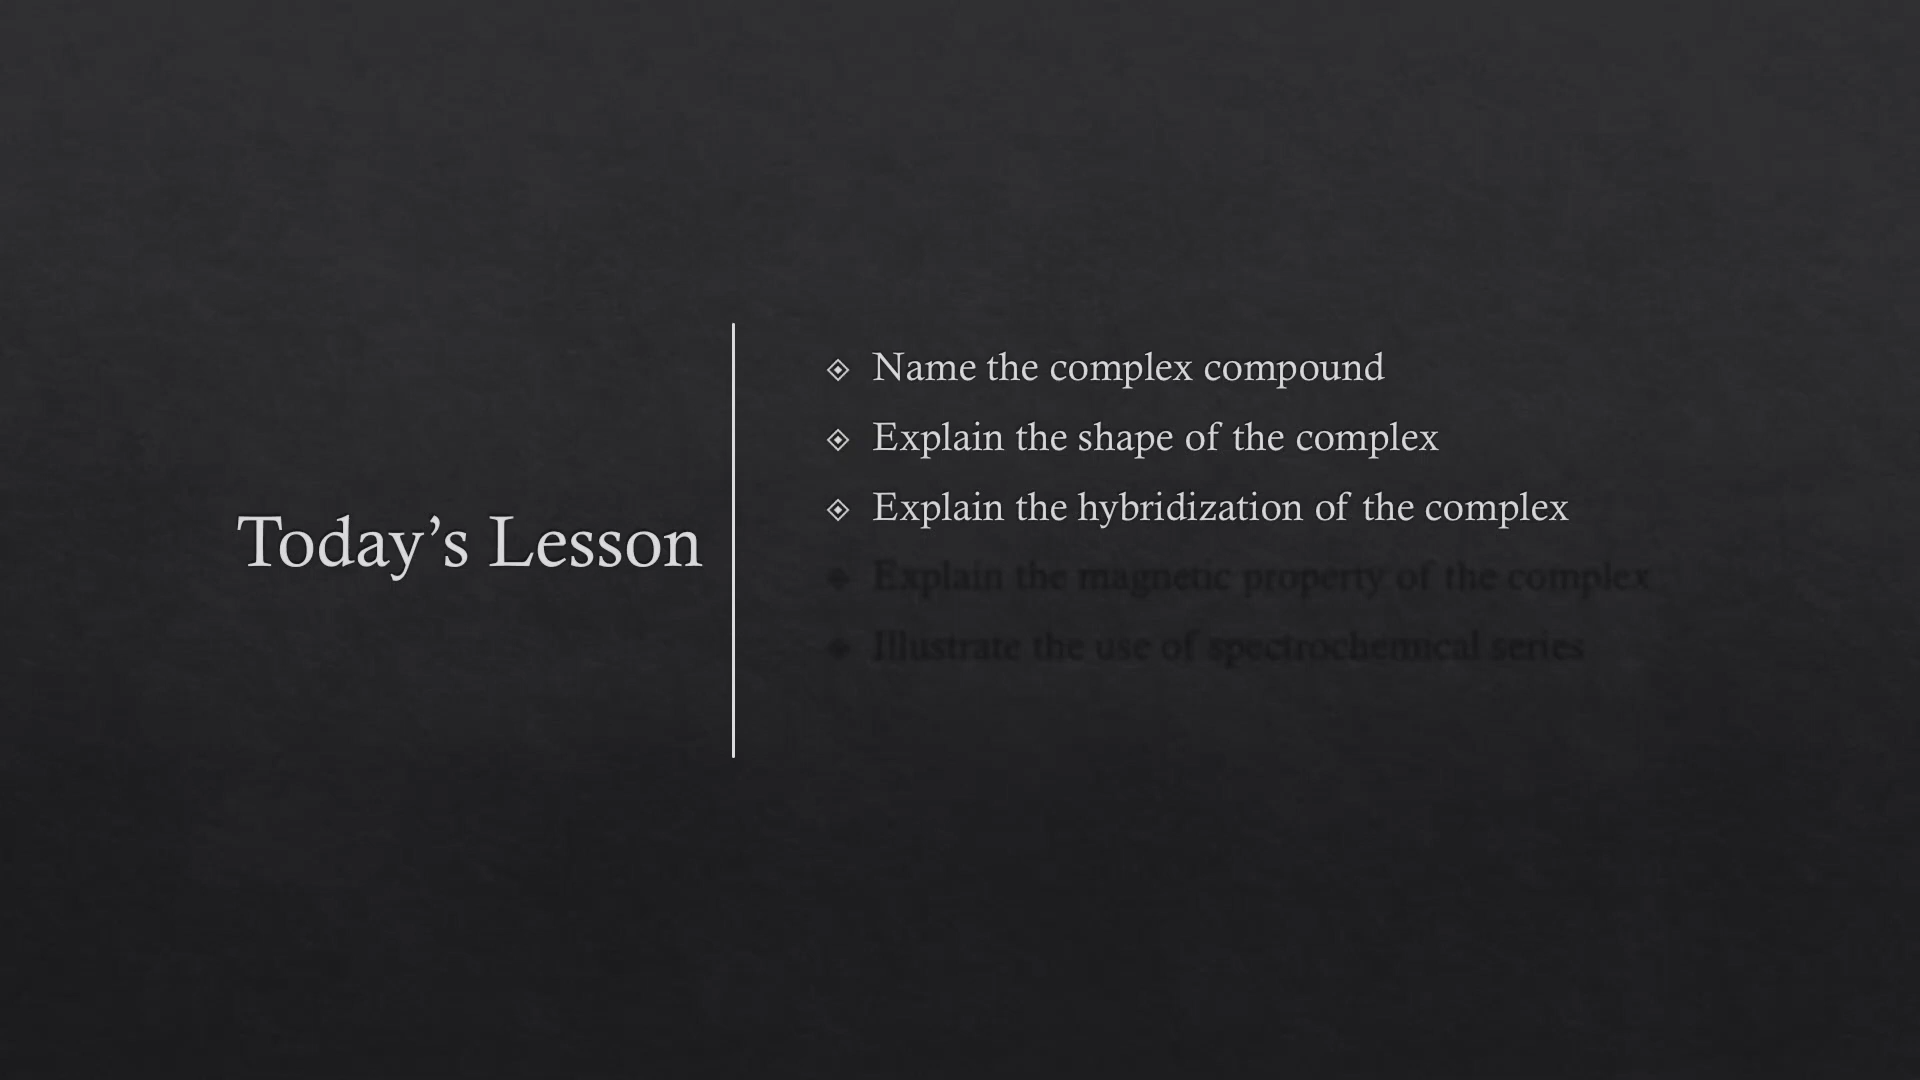 Today’s Lesson
Name the complex compound
Explain the shape of the complex
Explain the hybridization of the complex
Explain the magnetic property of the complex
Illustrate the use of spectrochemical series